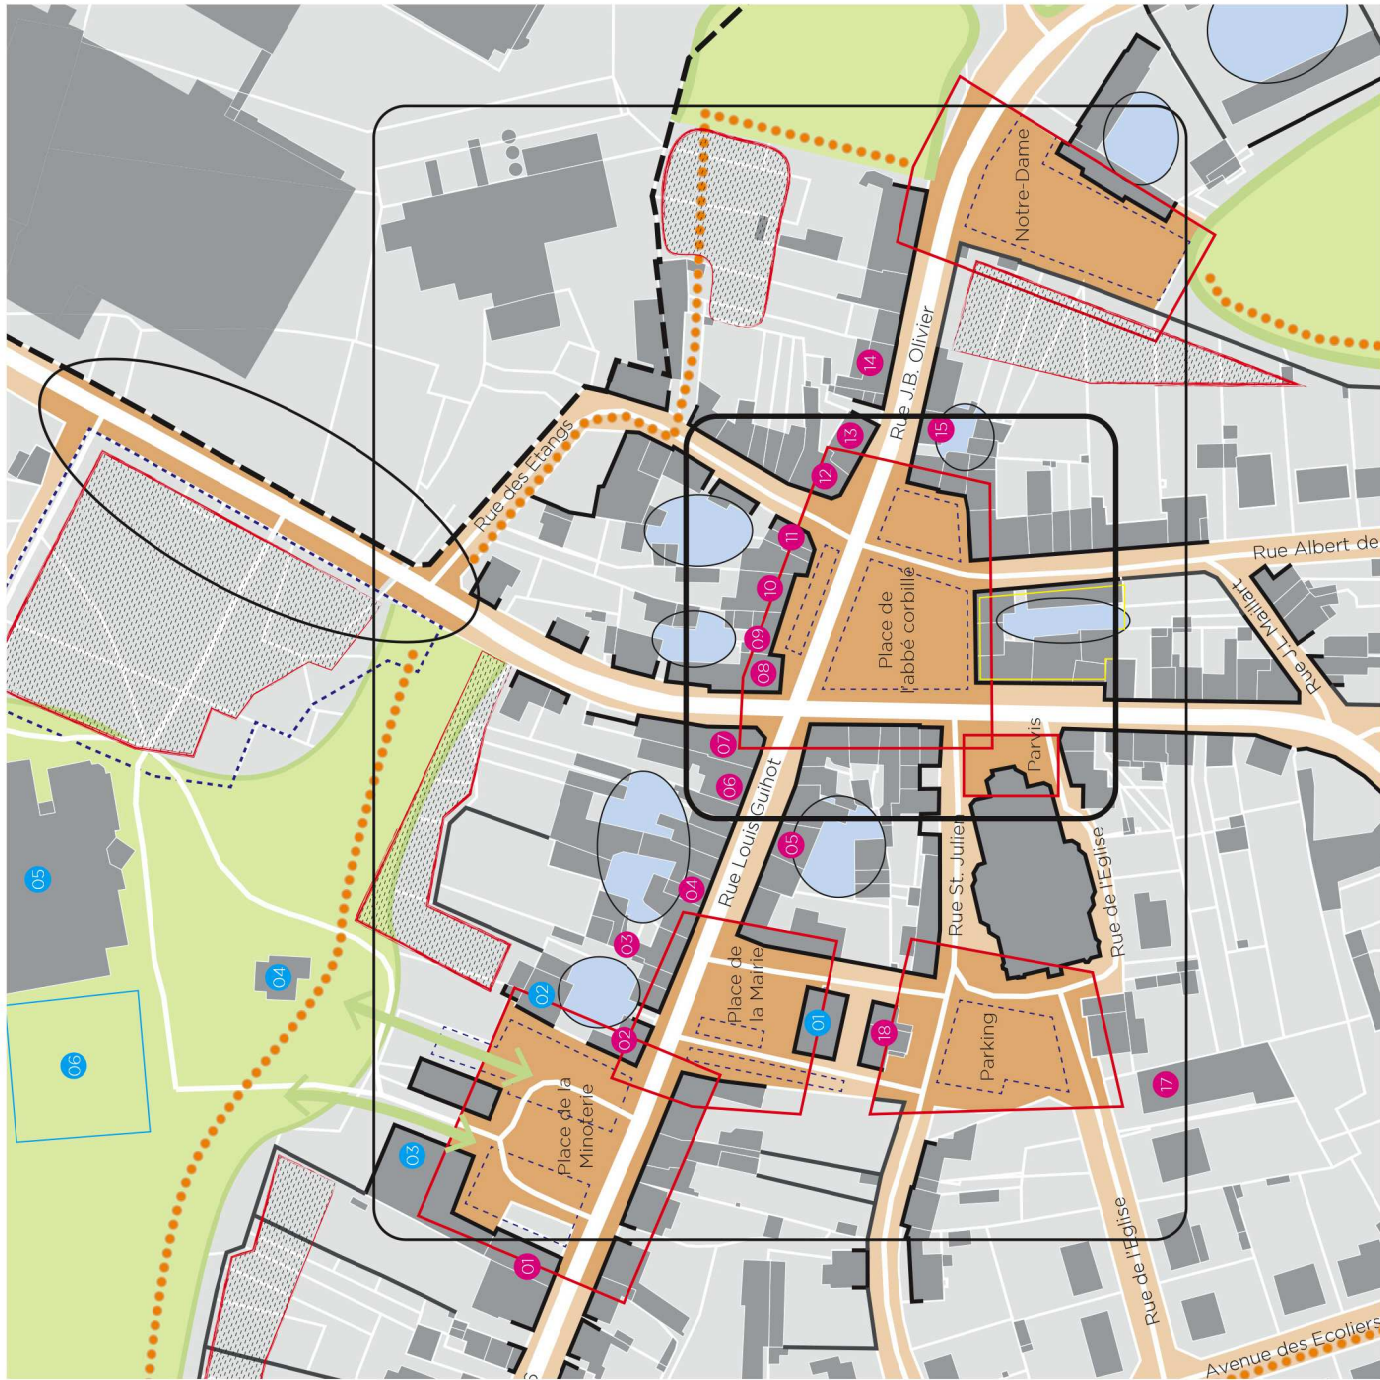 Notre-Dame
Rue J.B. Olivier
Rue des Etangs
14
13
15
12
11
10
09
08
Place de
l'abbé corbillé
Rue Albert de
Rue J.L. Maillart
07
06
Parvis
Rue Louis Guihot
05
04
03
Rue St. Julien
Rue de l'Eglise
05
04
06
02
02
Place de
la Mairie
01
18
Parking
17
Place de la
Minoterie
03
01
Rue de l'Eglise
Avenue des Ecoliers
s